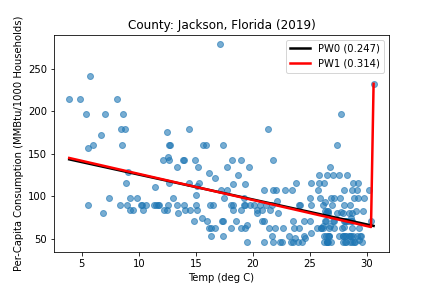 County: Jackson, Florida (2019)
PW0 (0.247)
PW1 (0.314)
Per-Capita Consumption (MMBtu/1000 Households)
250
200
150
100
50
5 10 15 20 25 30
Temp (deg C)